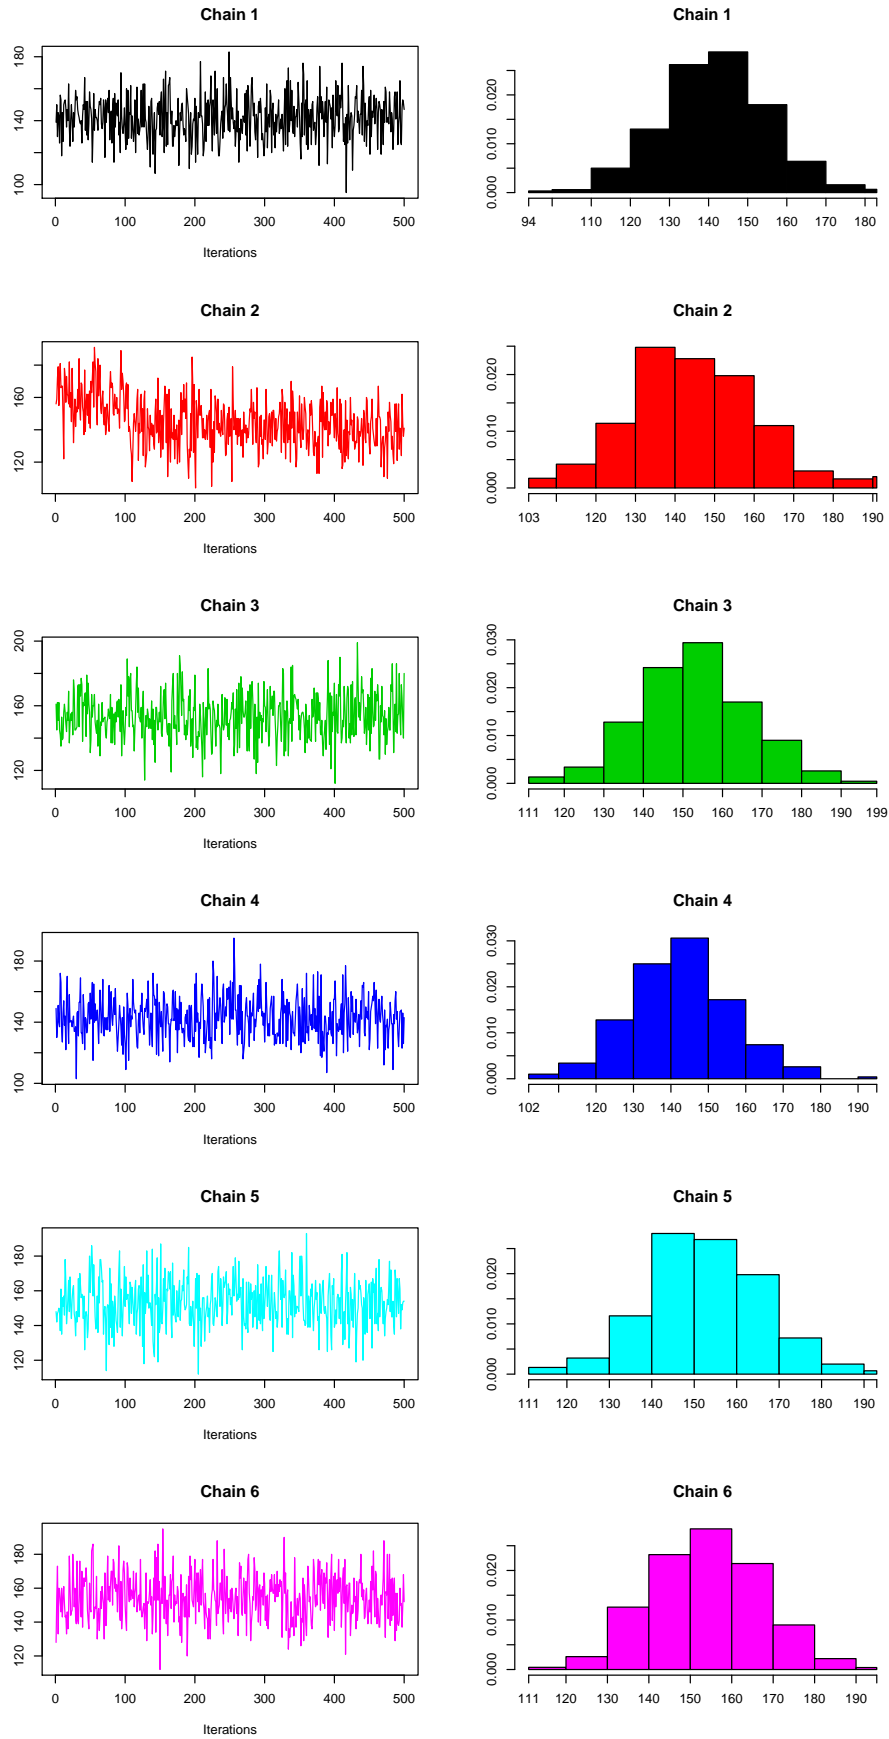 Chain 1
Chain 1
100 140 180
0 100 200 300 400 500
Iterations
0.000 0.010 0.020
94 110 120 130 140 150 160 170 180
Chain 2
Chain 2
120 160
0 100 200 300 400 500
Iterations
0.000 0.010 0.020
103 120 130 140 150 160 170 180 190
Chain 3
Chain 3
120 160 200
0 100 200 300 400 500
Iterations
0.000 0.010 0.020 0.030
111 120 130 140 150 160 170 180 190 199
Chain 4
Chain 4
100 140 180
0 100 200 300 400 500
Iterations
0.000 0.010 0.020 0.030
102 120 130 140 150 160 170 180 190
Chain 5
Chain 5
120 140 160 180
0 100 200 300 400 500
Iterations
0.000 0.010 0.020
111 120 130 140 150 160 170 180 190
Chain 6
Chain 6
120 140 160 180
0 100 200 300 400 500
Iterations
0.000 0.010 0.020
111 120 130 140 150 160 170 180 190